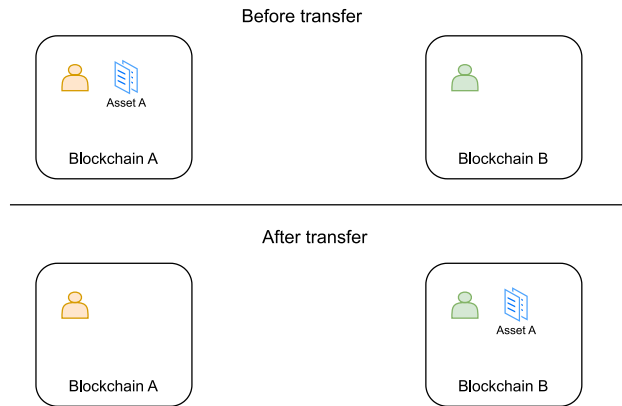 Before transfer
Asset A
Blockchain A
Blockchain B
After transfer
Asset A
Blockchain A
Blockchain B